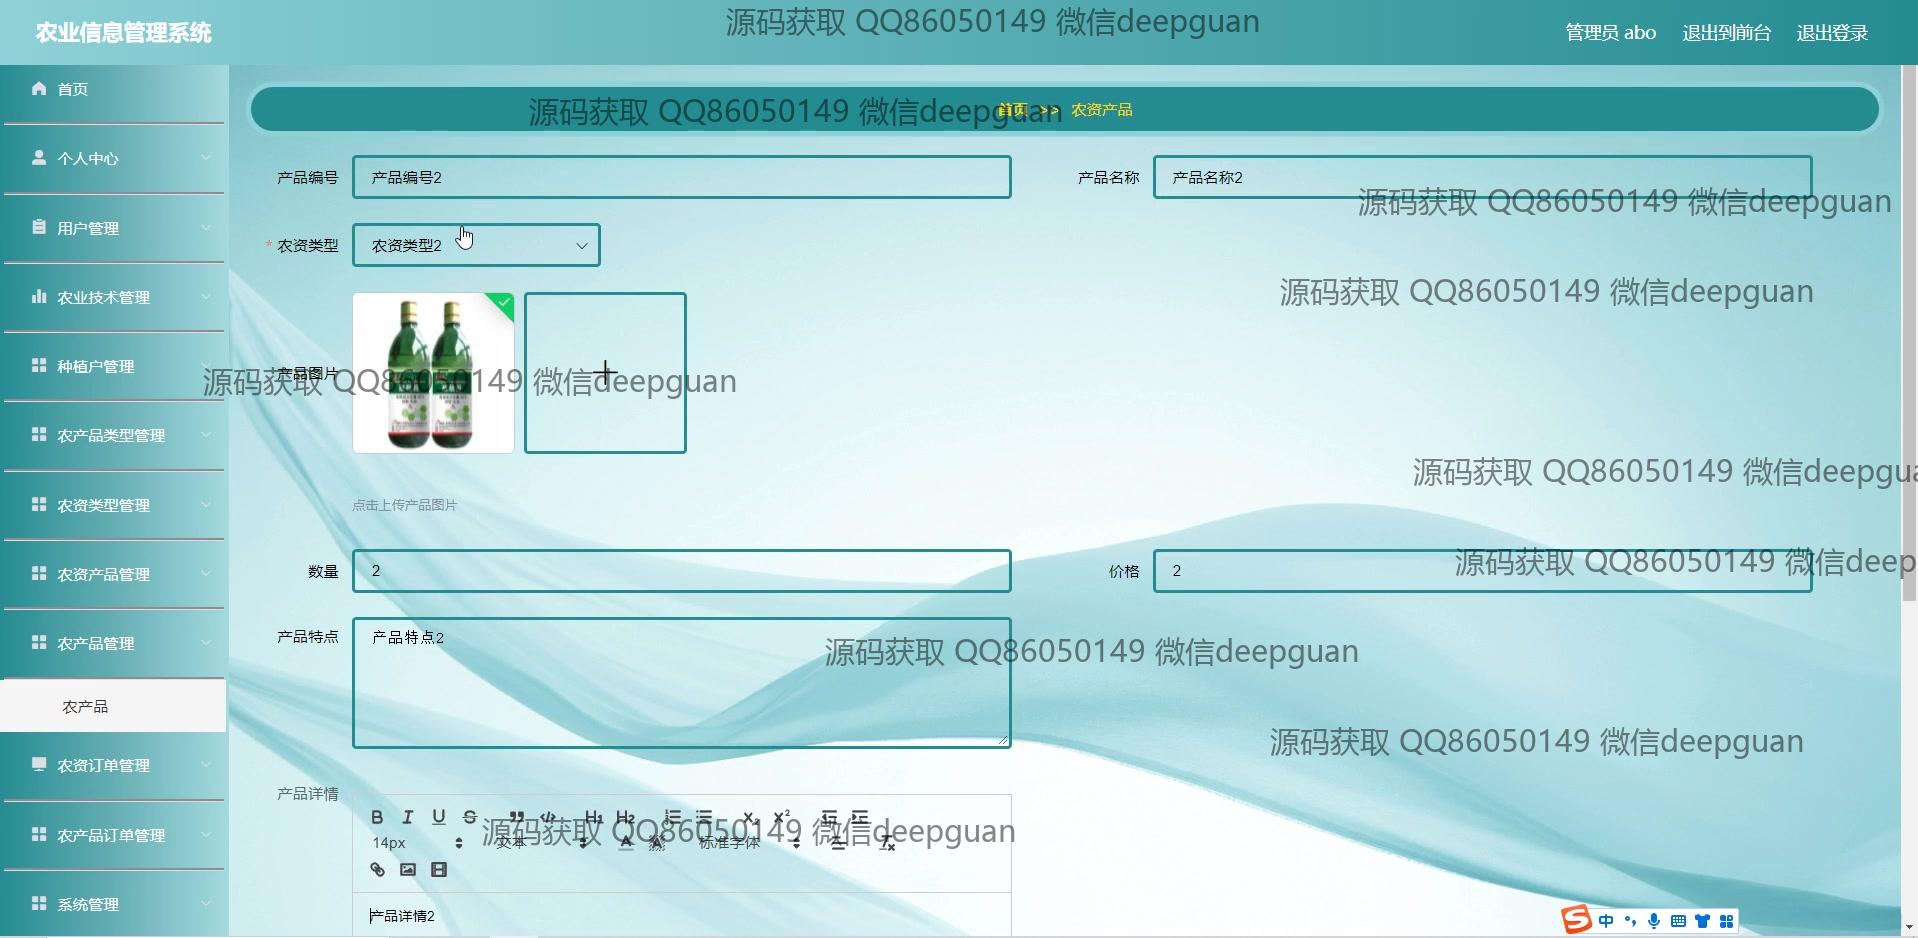 农业信息管理系统
源码获取 QQ86050149 微信deepguan
管理员 abo 退出到前台 退出登录
首页
个人中心
用户管理
农业技术管理
种植户管理
农产品类型管理
农资类型管理
农资产品管理
农产品管理
农产品
农资订单管理
农产品订单管理
系统管理
源码获取 QQ86050149 微信deepguan
首页 >> 农资产品
产品编号 产品编号2
产品名称 产品名称2
源码获取 QQ86050149 微信deepguan
* 农资类型 农资类型2
源码获取 QQ86050149 微信deepguan
产品图片
源码获取 QQ86050149 微信deepguan
源码获取 QQ86050149 微信deepgua
点击上传产品图片
数量 2
价格 2
源码获取 QQ86050149 微信deep
产品特点 产品特点2
源码获取 QQ86050149 微信deepguan
源码获取 QQ86050149 微信deepguan
产品详情
B I U S H1 H2 X2 X2
14px 文本 标准字体
源码获取 QQ86050149 微信deepguan
产品详情2
中